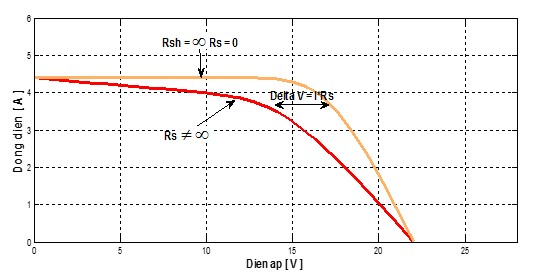 6
5
4
3
2
1
0
Dong dien [ A ]
Rsh = ∞ Rs = 0
Delta V = I*Rs
Rs ≠ ∞
0 5 10 15 20 25
Dien ap [ V ]